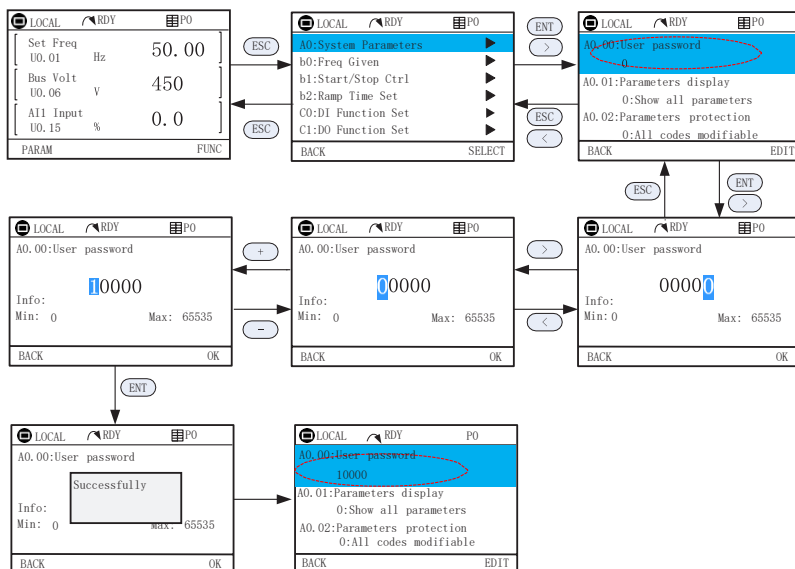 LOCAL RDY P0
Set Freq
U0.01 Hz 50.00
Bus Volt
U0.06 V 450
AI1 Input
U0.15 % 0.0
PARAM FUNC
ESC
ESC
LOCAL RDY P0
A0:System Parameters
b0:Freq Given
b1:Start/Stop Ctrl
b2:Ramp Time Set
C0:DI Function Set
C1:DO Function Set
BACK SELECT
ENT
>
ESC
<
LOCAL RDY P0
A0.00:User password
0
A0.01:Parameters display
0:Show all parameters
A0.02:Parameters protection
0:All codes modifiable
BACK EDIT
ESC
ENT
>
LOCAL RDY P0
A0.00:User password
10000
Info:
Min: 0 Max: 65535
BACK OK
+
-
LOCAL RDY P0
A0.00:User password
00000
Info:
Min: 0 Max: 65535
BACK OK
>
<
LOCAL RDY P0
A0.00:User password
00000
Info:
Min: 0 Max: 65535
BACK OK
ENT
LOCAL RDY P0
A0.00:User password
Successfully
Info:
Min: 0 Max: 65535
BACK OK
LOCAL RDY P0
A0.00:User password
10000
A0.01:Parameters display
0:Show all parameters
A0.02:Parameters protection
0:All codes modifiable
BACK EDIT